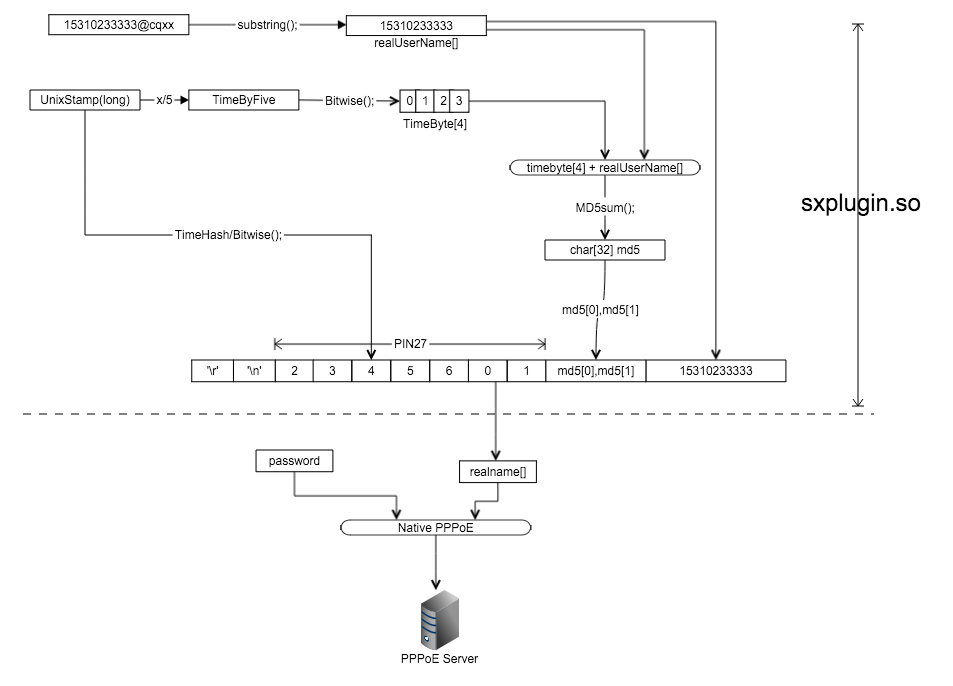 15310233333@cqxx
substring();
15310233333
realUserName[]
UnixStamp(long)
x/5
TimeByFive
Bitwise();
0 1 2 3
TimeByte[4]
timebyte[4] + realUserName[]
sxplugin.so
MD5sum();
TimeHash/Bitwise();
char[32] md5
md5[0],md5[1]
PIN27
'\r' '\n' 2 3 4 5 6 0 1 md5[0],md5[1] 15310233333
password
realname[]
Native PPPoE
PPPoE Server